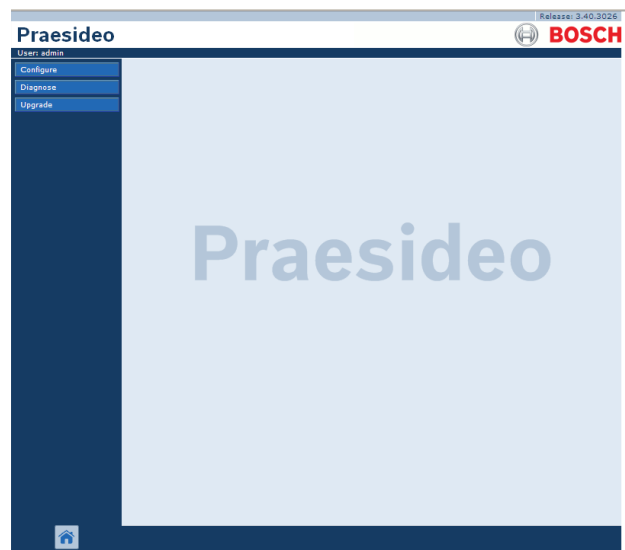 Release: 3.40.3026
Praesideo
BOSCH
User: admin
Configure
Diagnose
Upgrade
Praesideo